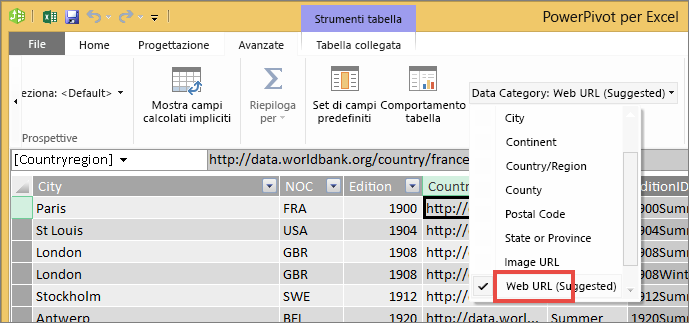 Strumenti tabella
PowerPivot per Excel
File
Home
Progettazione
Avanzate
Tabella collegata
eziona: <Default>
Mostra campi
calcolati impliciti
Riepiloga
per
Set di campi
predefiniti
Comportamento
tabella
Data Category: Web URL (Suggested)
Prospettive
City
Continent
Country/Region
County
Postal Code
State or Province
Image URL
Web URL (Suggested)
[Countryregion]
http://data.worldbank.org/country/france
City NOC Edition Countr ditionID
Paris FRA 1900 http:// 900Summ
St Louis USA 1904 http:// 904Summ
London GBR 1908 http:// 908Summ
London GBR 1908 http:// 908Wint
Stockholm SWE 1912 http:// 912Summ
Antwerp BEL 1920 http://data.wor... Summer 1920Summ